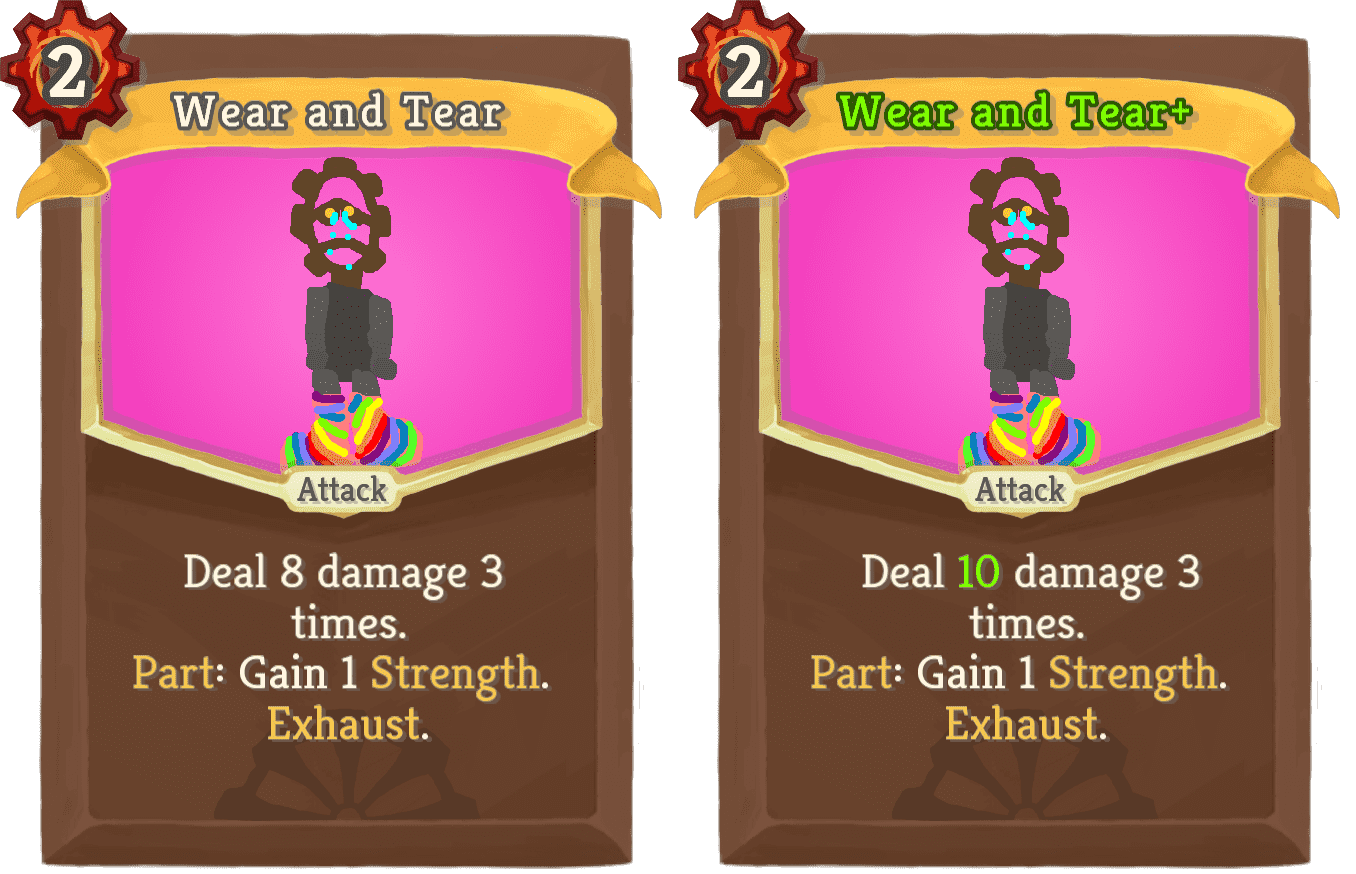 2
Wear and Tear
Attack
Deal 8 damage 3
times.
Part: Gain 1 Strength.
Exhaust.
2
Wear and Tear+
Attack
Deal 10 damage 3
times.
Part: Gain 1 Strength.
Exhaust.